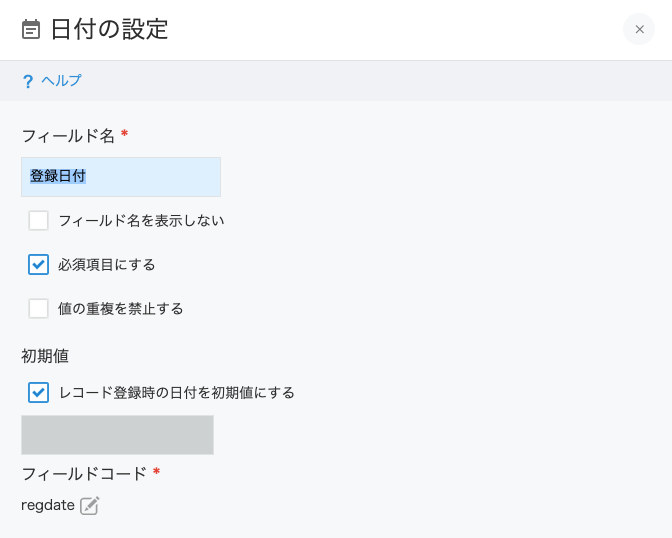 日付の設定
? ヘルプ
フィールド名 *
登録日付
フィールド名を表示しない
必須項目にする
値の重複を禁止する
初期値
レコード登録時の日付を初期値にする
フィールドコード *
regdate